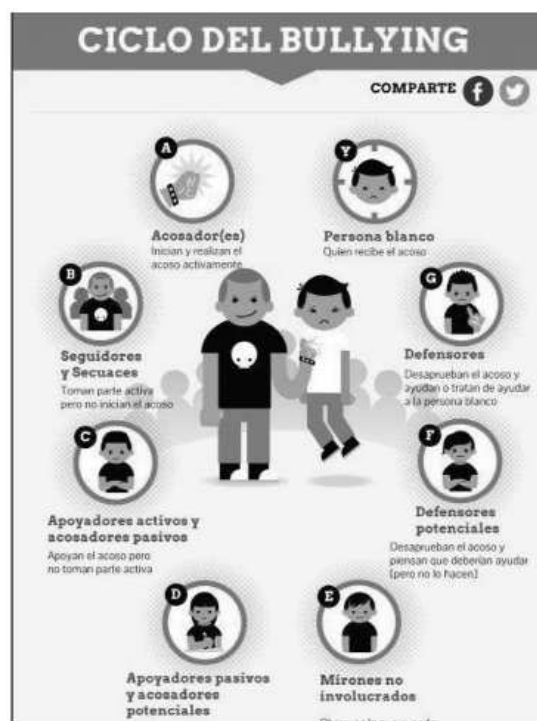 CICLO DEL BULLYING
COMPARTE
A
Acosador(es)
Inician y realizan el
acoso activamente
Y
Persona blanco
Quien recibe el acoso
B
Seguidores
y Secuaces
Toman parte activa
pero no inician el acoso
G
Defensores
Desaprueban el acoso y
ayudan o tratan de ayudar
a la persona blanco
C
Apoyadores activos y
acosadores pasivos
Apoyan el acoso pero
no toman parte activa
F
Defensores
potenciales
Desaprueban el acoso y
piensan que deberían ayudar
(pero no lo hacen)
D
Apoyadores pasivos
y acosadores
potenciales
E
Mirones no
involucrados